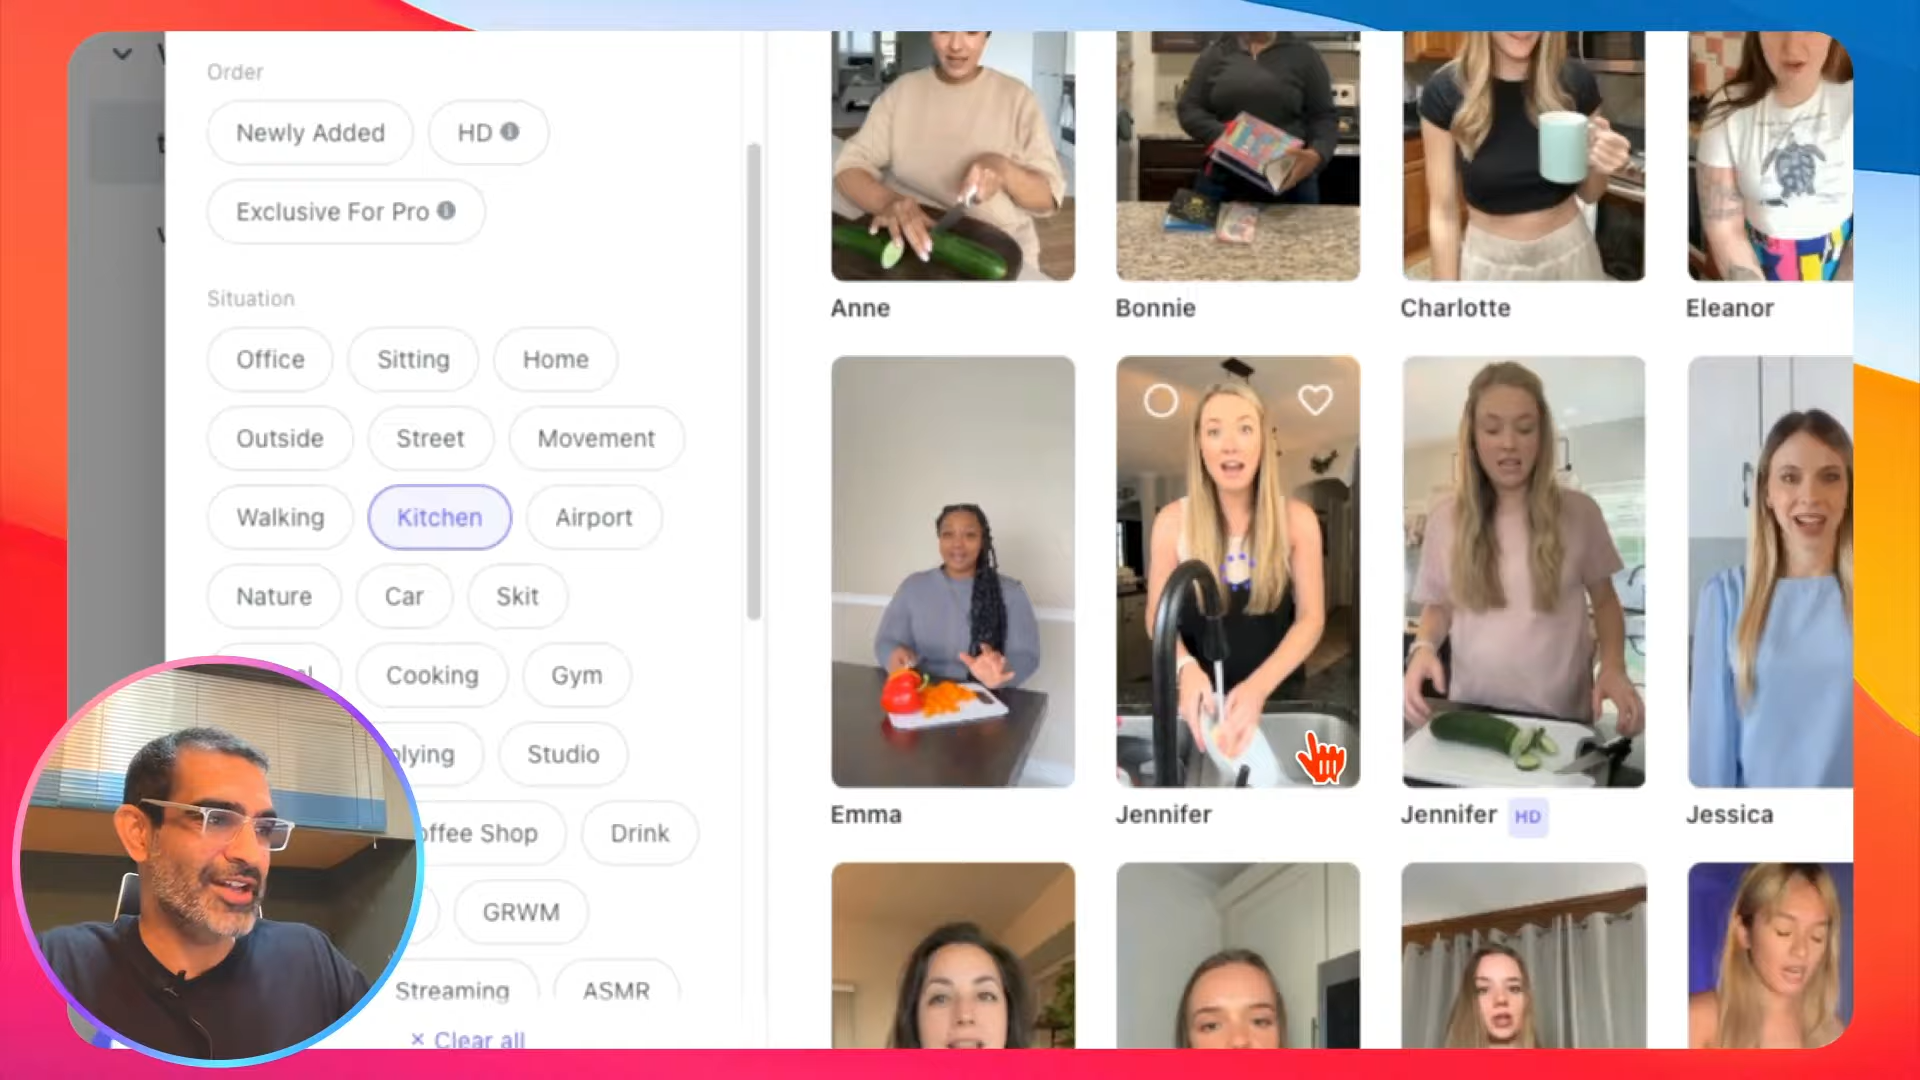 Order
Newly Added
HD
Exclusive For Pro
Situation
Office
Sitting
Home
Outside
Street
Movement
Walking
Kitchen
Airport
Nature
Car
Skit
Cooking
Gym
Studio
Shop
Drink
GRWM
Streaming
ASMR
× Clear all
Anne
Bonnie
Charlotte
Eleanor
Emma
Jennifer
Jennifer HD
Jessica